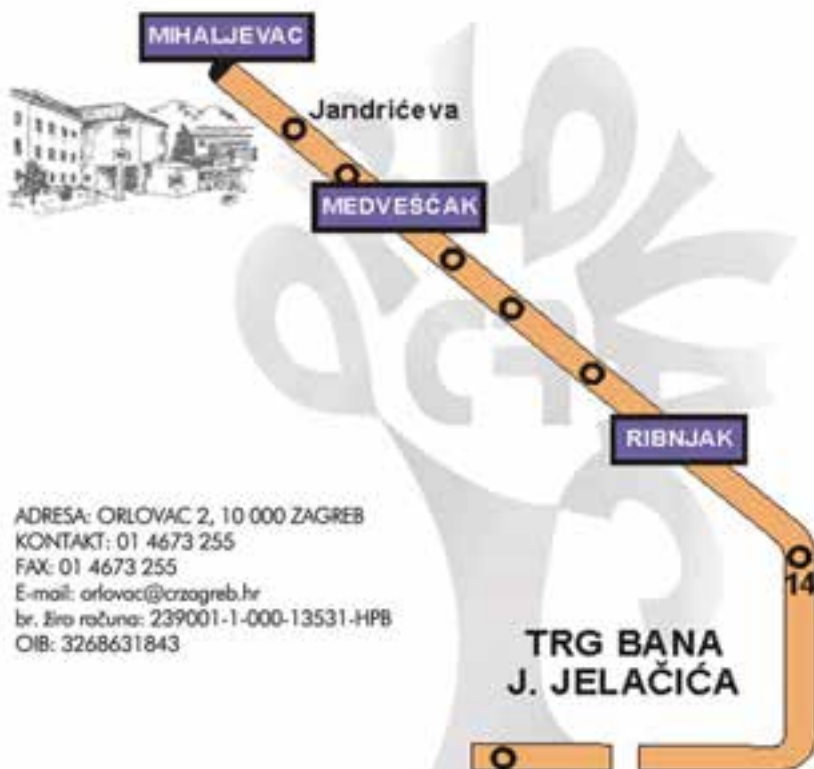 MIHALJEVAC
Jandrićeva
MEDVEŠČAK
RIBNJAK
ADRESA: ORLOVAC 2, 10 000 ZAGREB
KONTAKT: 01 4673 255
FAX: 01 4673 255
E-mail: orlovac@crzagreb.hr
br. žiro računa: 239001-1-000-13531-HPB
OIB: 3268631843
14
TRG BANA
J. JELAČIĆA